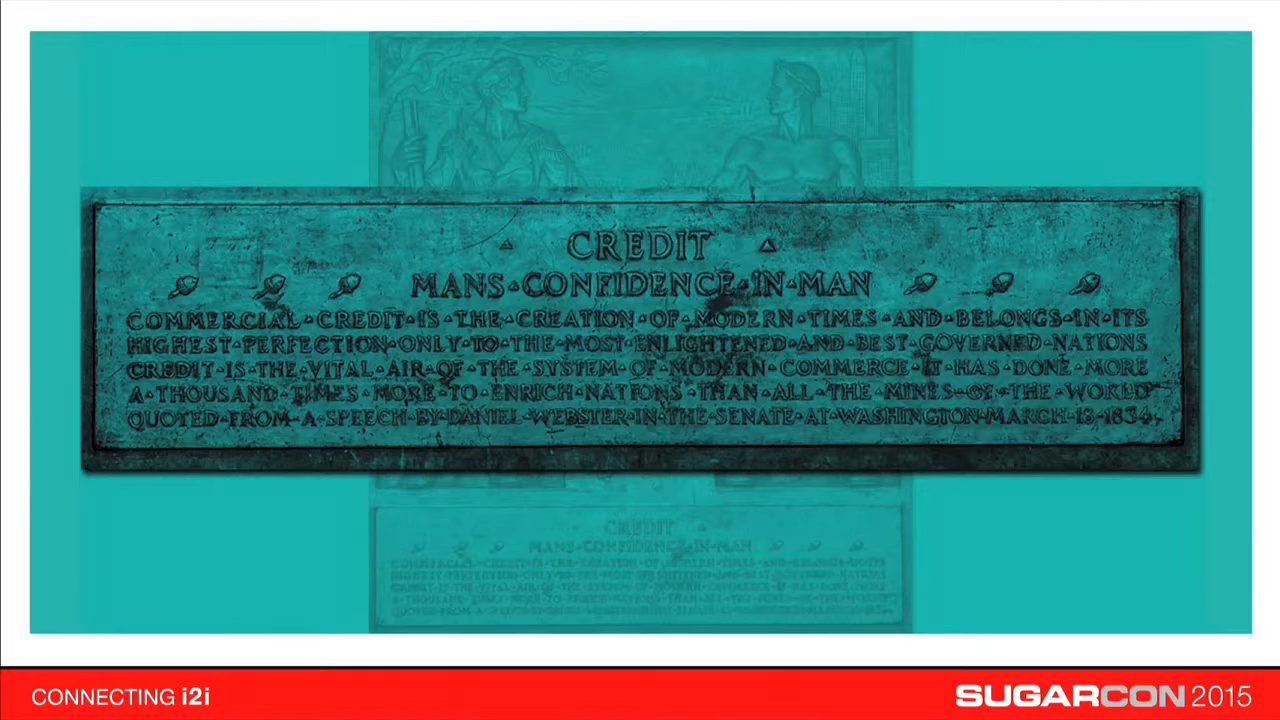 CREDIT
MANS·CONFIDENCE·IN·MAN
COMMERCIAL·CREDIT·IS·THE·CREATION·OF·MODERN·TIMES·AND·BELONGS·IN·ITS
HIGHEST·PERFECTION·ONLY·TO·THE·MOST·ENLIGHTENED·AND·BEST·GOVERNED·NATIONS
CREDIT·IS·THE·VITAL·AIR·OF·THE·SYSTEM·OF·MODERN·COMMERCE·IT·HAS·DONE·MORE
A·THOUSAND·TIMES·MORE·TO·ENRICH·NATIONS·THAN·ALL·THE·MINES·OF·THE·WORLD
QUOTED·FROM·A·SPEECH·BY·DANIEL·WEBSTER·IN·THE·SENATE·AT·WASHINGTON·MARCH·18·1834
CREDIT
MANS·CONFIDENCE·IN·MAN
CONNECTING i2i
SUGARCON 2015